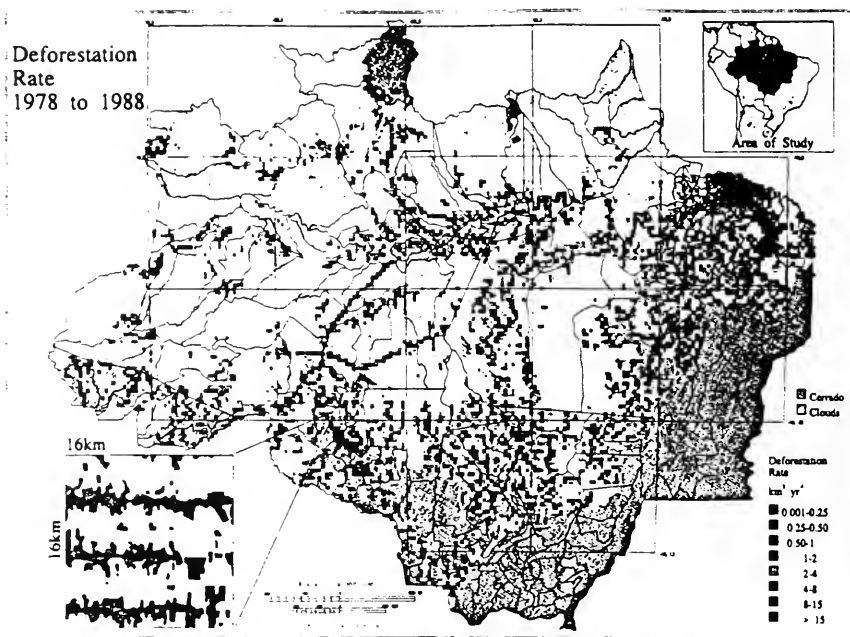 Deforestation
Rate
1978 to 1988
Area of Study
Cerrado
Clouds
16km
16km
Deforestation
Rate
km² yr⁻¹
0.001-0.25
0.25-0.50
0.50-1
1-2
2-4
4-8
8-15
> 15